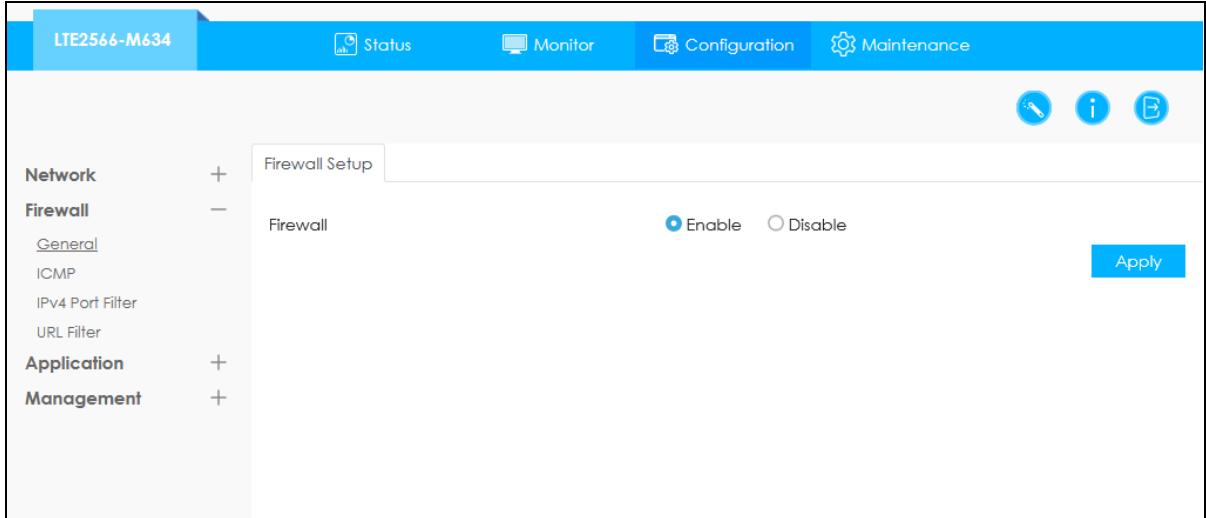 LTE2566-M634 Status Monitor Configuration Maintenance
Network
Firewall
General
ICMP
IPv4 Port Filter
URL Filter
Application
Management
Firewall Setup
Firewall Enable Disable
Apply